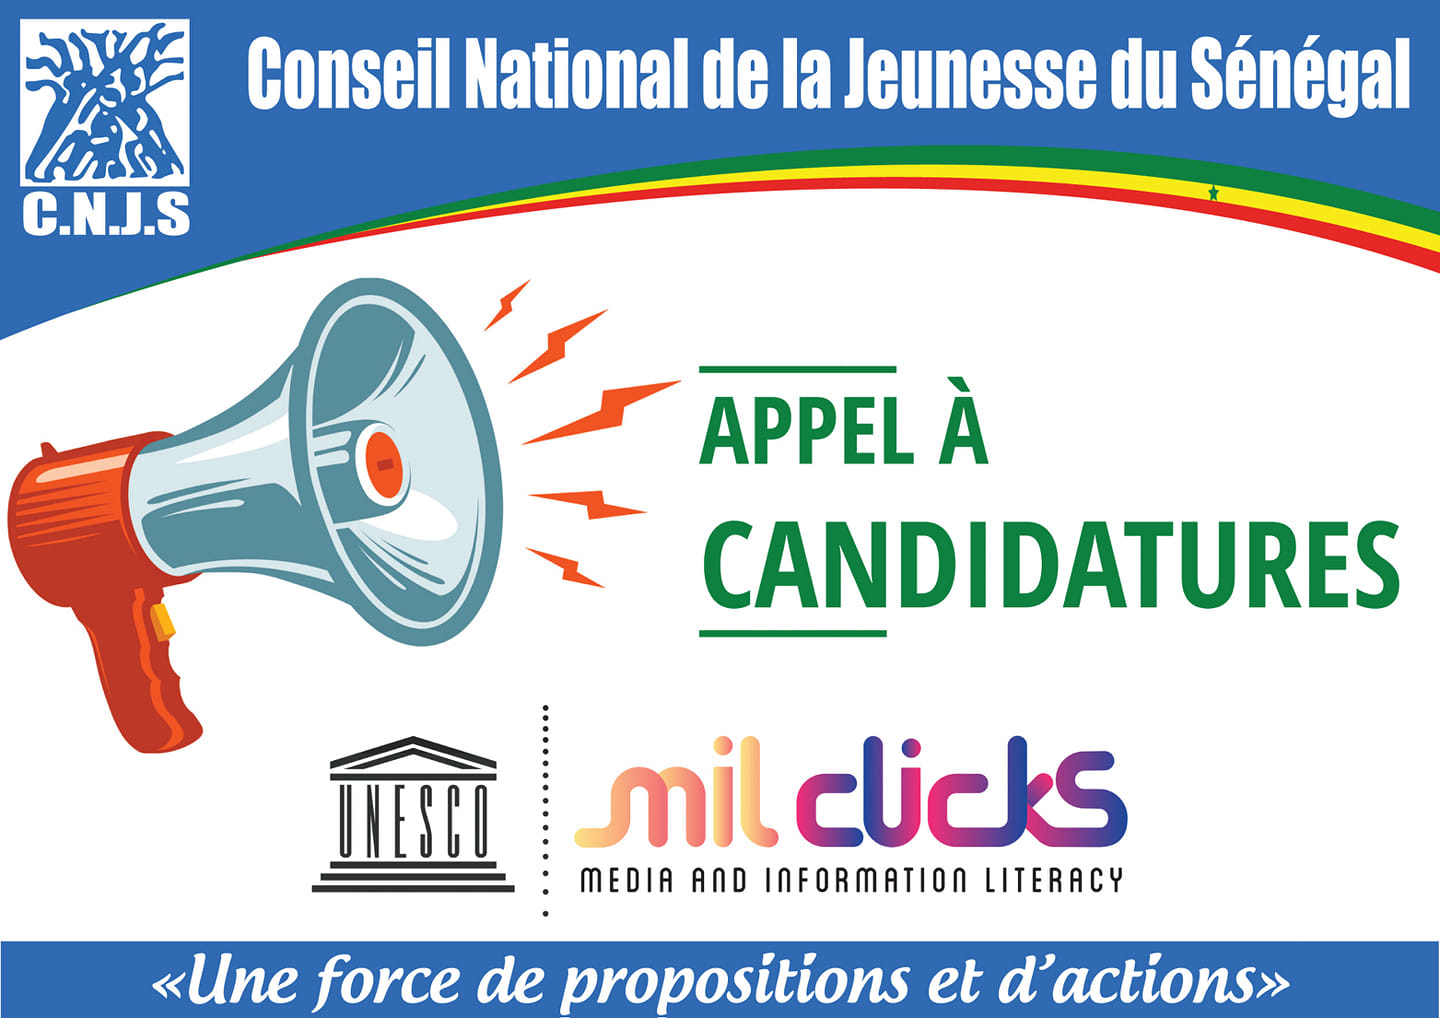 Conseil National de la Jeunesse du Sénégal
C.N.J.S
APPEL À
CANDIDATURES
UNESCO
mil clicks
MEDIA AND INFORMATION LITERACY
«Une force de propositions et d'actions»